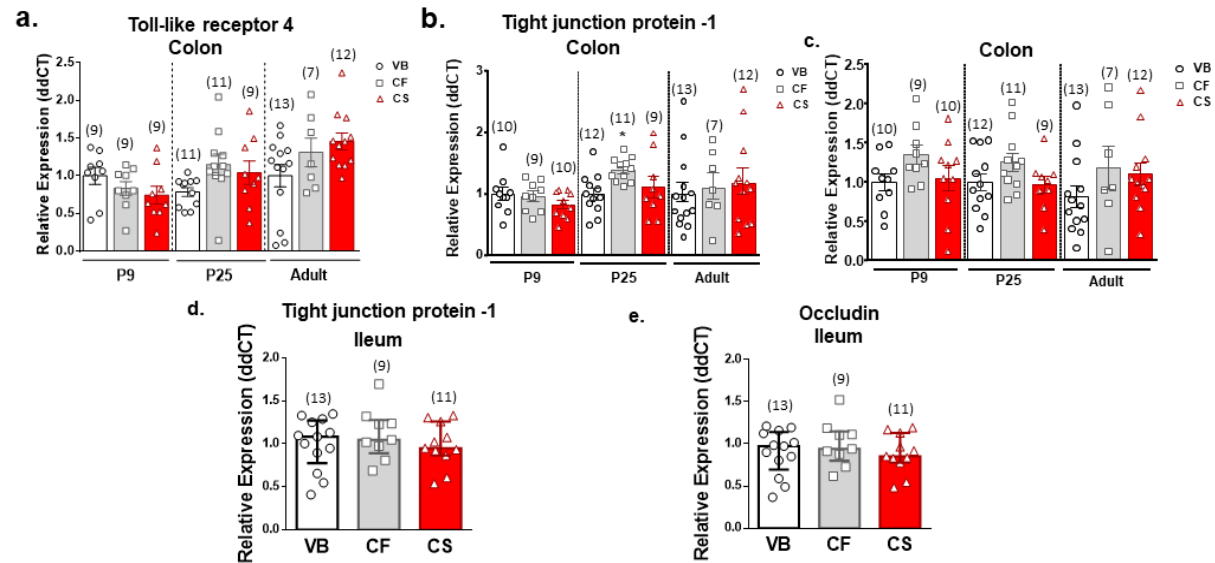 a.
Toll-like receptor 4
Colon
Relative Expression (ddCT)
2.5
2.0
1.5
1.0
0.5
0.0
(9)
(9)
(9)
(11)
(11)
(9)
(13)
(7)
(12)
VB
CF
CS
P9
P25
Adult
b.
Tight junction protein -1
Colon
Relative Expression (ddCT)
3
2
1
0
(10)
(9)
(10)
(12)
(11)
*
(9)
(13)
(7)
(12)
VB
CF
CS
P9
P25
Adult
c.
Colon
Relative Expression (ddCT)
2.5
2.0
1.5
1.0
0.5
0.0
(10)
(9)
(10)
(12)
(11)
(9)
(13)
(7)
(12)
VB
CF
CS
P9
P25
Adult
d.
Tight junction protein -1
Ileum
Relative Expression (ddCT)
2.0
1.5
1.0
0.5
0.0
(13)
(9)
(11)
VB
CF
CS
e.
Occludin
Ileum
Relative Expression (ddCT)
2.0
1.5
1.0
0.5
0.0
(13)
(9)
(11)
VB
CF
CS